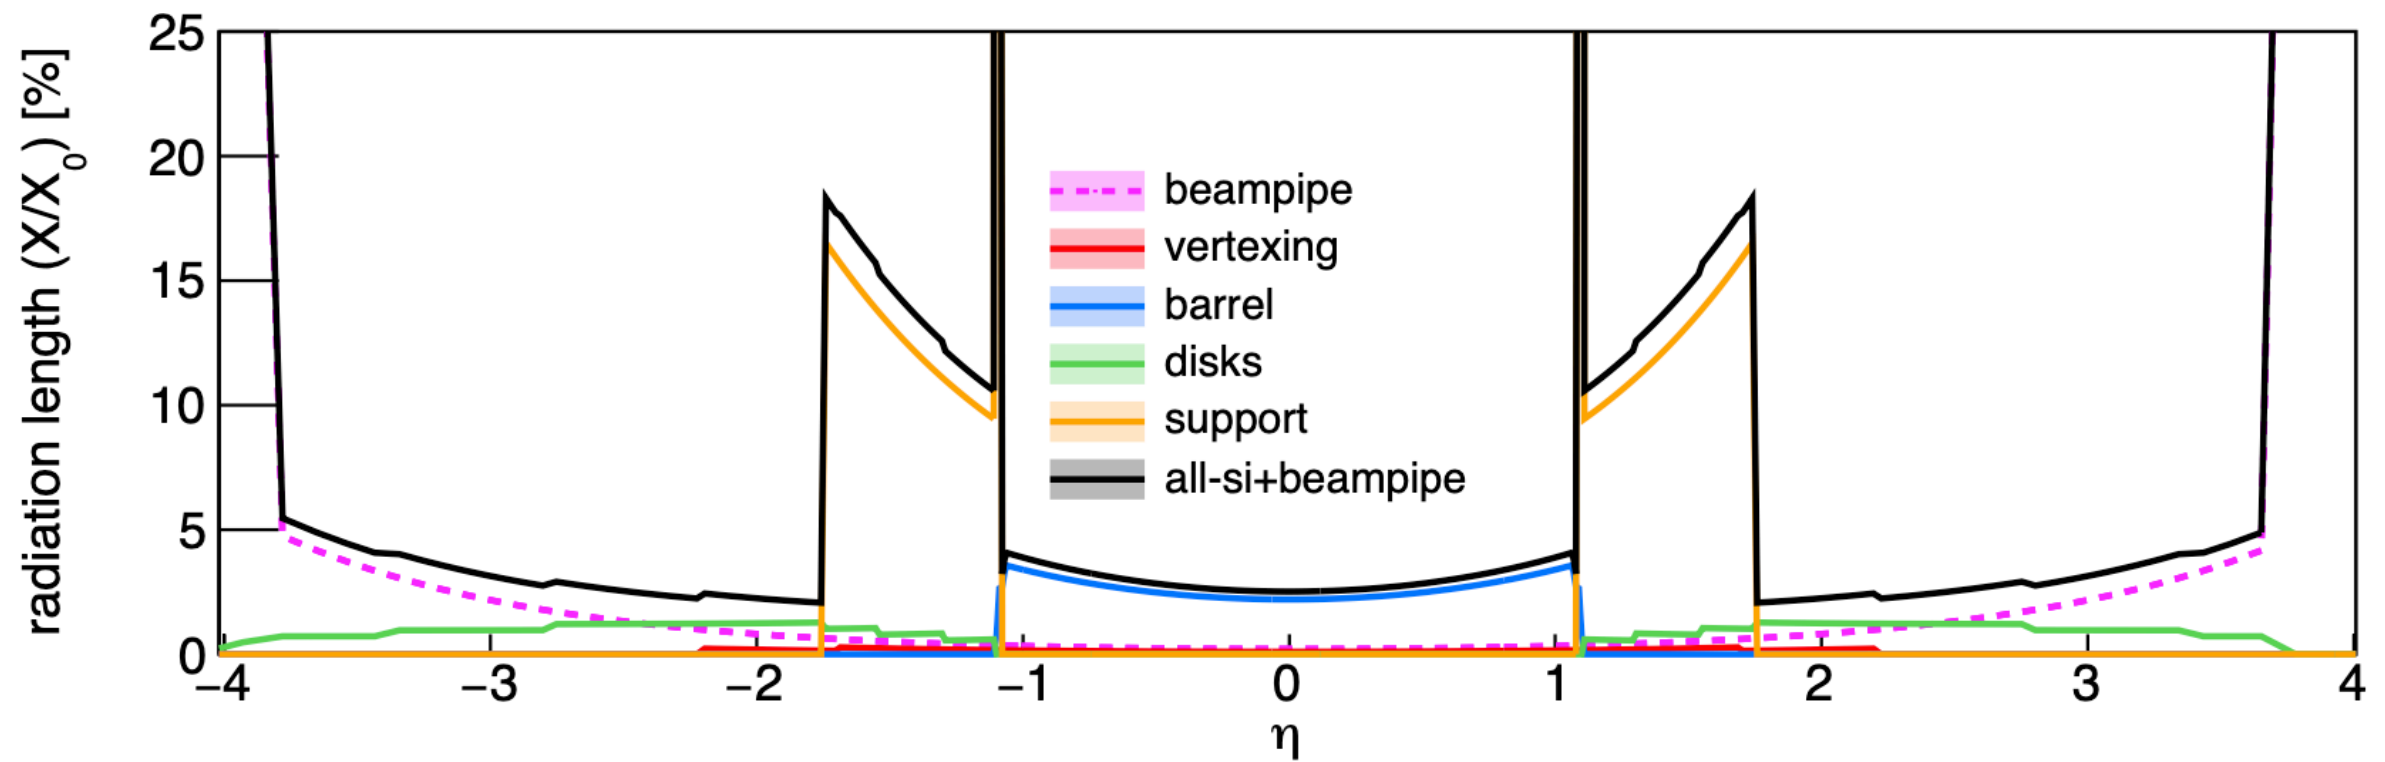 radiation length (X/X₀) [%]
25
20
15
10
5
0
beampipe
vertexing
barrel
disks
support
all-si+beampipe
−4 −3 −2 −1 0 1 2 3 4
η